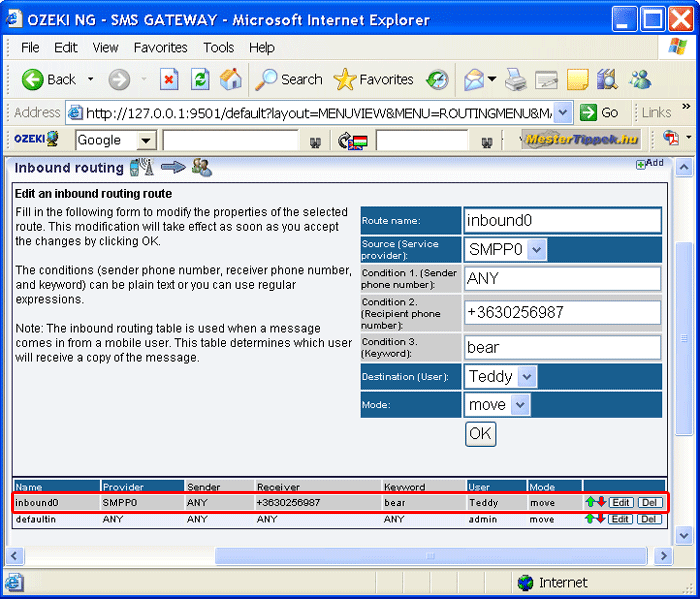 OZEKI NG - SMS GATEWAY - Microsoft Internet Explorer
File Edit View Favorites Tools Help
Back Search Favorites
Address http://127.0.0.1:9501/default?layout=MENUVIEW&MENU=ROUTINGMENU&M Go Links »
OZEKI Google MesterTippek.hu
Inbound routing Add
Edit an inbound routing route
Fill in the following form to modify the properties of the selected
route. This modification will take effect as soon as you accept
the changes by clicking OK.
The conditions (sender phone number, receiver phone number,
and keyword) can be plain text or you can use regular
expressions.
Note: The inbound routing table is used when a message
comes in from a mobile user. This table determines which user
will receive a copy of the message.
Route name: inbound0
Source (Service
provider): SMPP0
Condition 1. (Sender
phone number): ANY
Condition 2.
(Recipient phone
number): +3630256987
Condition 3.
(Keyword): bear
Destination (User): Teddy
Mode: move
OK
Name Provider Sender Receiver Keyword User Mode
inbound0 SMPP0 ANY +3630256987 bear Teddy move Edit Del
defaultin ANY ANY ANY ANY admin move Edit Del
Internet